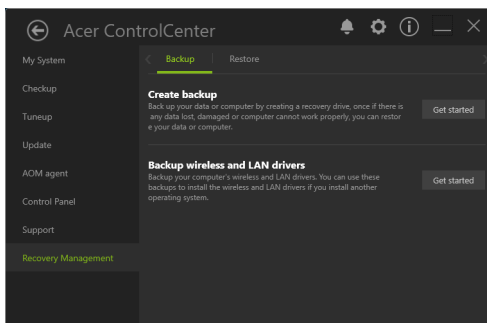 Acer ControlCenter
My System
Checkup
Tuneup
Update
AOM agent
Control Panel
Support
Recovery Management
Backup
Restore
Create backup
Back up your data or computer by creating a recovery drive, once if there is
any data lost, damaged or computer cannot work properly, you can restor
e your data or computer.
Get started
Backup wireless and LAN drivers
Backup your computer's wireless and LAN drivers. You can use these
backups to install the wireless and LAN drivers if you install another
operating system.
Get started